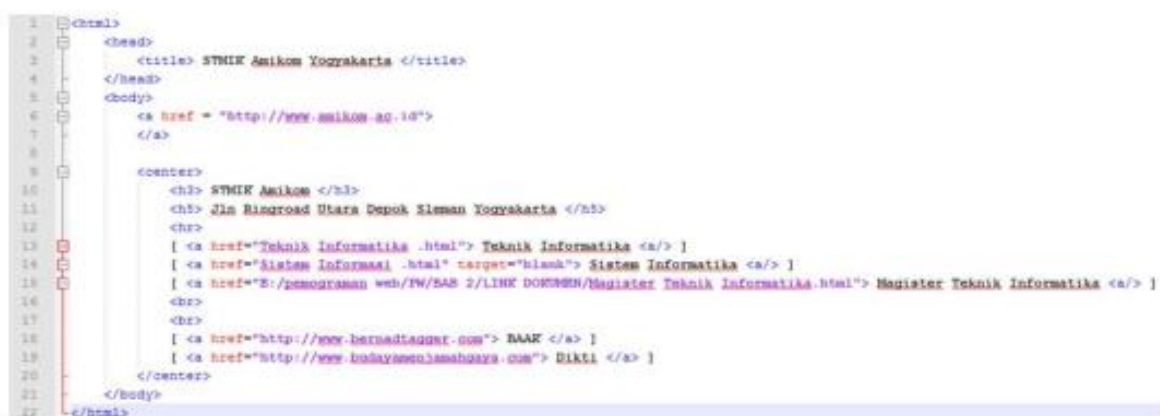 1 <html>
2 <head>
3 <title> STMIK Amikom Yogyakarta </title>
4 </head>
5 <body>
6 <a href = "http://www.amikom.ac.id">
7 </a>
8
9 <center>
10 <h3> STMIK Amikom </h3>
11 <h5> Jln Ringroad Utara Depok Sleman Yogyakarta </h5>
12 <hr>
13 [ <a href="Teknik Informatika .html"> Teknik Informatika <a/> ]
14 [ <a href="Sistem Informasi .html" target="blank"> Sistem Informatika <a/> ]
15 [ <a href="E:/pemograman web/PW/BAB 2/LINK DOKUMEN/Magister Teknik Informatika.html"> Magister Teknik Informatika <a/> ]
16 <br>
17 <br>
18 [ <a href="http://www.bernadtagger.com"> BAAK </a> ]
19 [ <a href="http://www.budayamenjamahgaya.com"> Dikti </a> ]
20 </center>
21 </body>
22 </html>